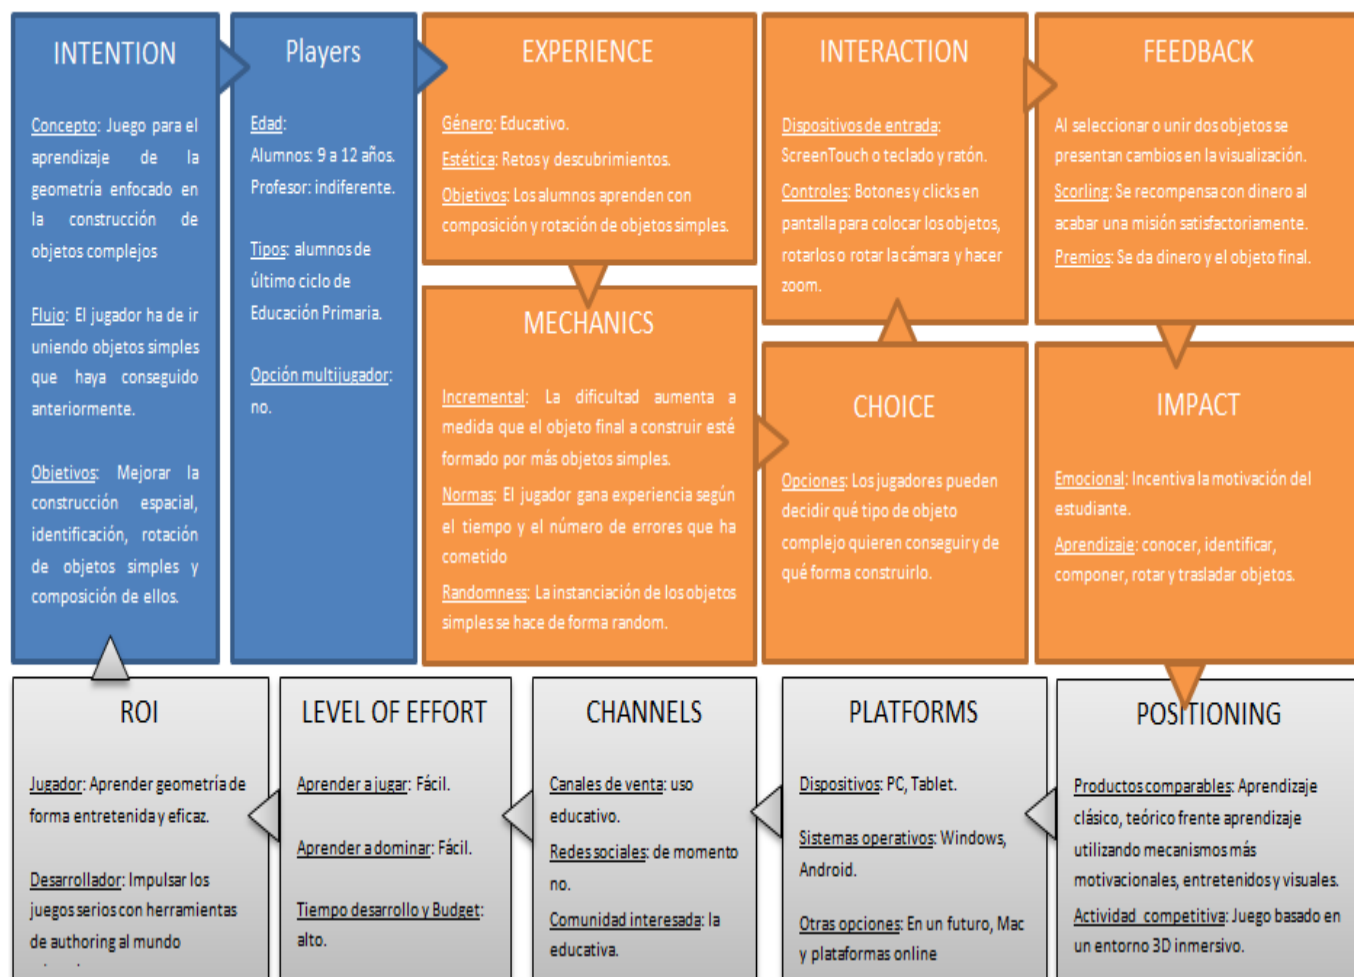 INTENTION
Concepto: Juego para el
aprendizaje de la
geometría enfocado en
la construcción de
objetos complejos
Flujo: El jugador ha de ir
uniendo objetos simples
que haya conseguido
anteriormente.
Objetivos: Mejorar la
construcción espacial,
identificación, rotación
de objetos simples y
composición de ellos.
Players
Edad:
Alumnos: 9 a 12 años.
Profesor: indiferente.
Tipos: alumnos de
último ciclo de
Educación Primaria.
Opción multijugador:
no.
EXPERIENCE
Género: Educativo.
Estética: Retos y descubrimientos.
Objetivos: Los alumnos aprenden con
composición y rotación de objetos simples.
MECHANICS
Incremental: La dificultad aumenta a
medida que el objeto final a construir esté
formado por más objetos simples.
Normas: El jugador gana experiencia según
el tiempo y el número de errores que ha
cometido
Randomness: La instanciación de los objetos
simples se hace de forma random.
CHOICE
Opciones: Los jugadores pueden
decidir qué tipo de objeto
complejo quieren conseguir y de
qué forma construirlo.
INTERACTION
Dispositivos de entrada:
ScreenTouch o teclado y ratón.
Controles: Botones y clicks en
pantalla para colocar los objetos,
rotarlos o rotar la cámara y hacer
zoom.
FEEDBACK
Al seleccionar o unir dos objetos se
presentan cambios en la visualización.
Scorling: Se recompensa con dinero al
acabar una misión satisfactoriamente.
Premios: Se da dinero y el objeto final.
IMPACT
Emocional: Incentiva la motivación del
estudiante.
Aprendizaje: conocer, identificar,
componer, rotar y trasladar objetos.
POSITIONING
Productos comparables: Aprendizaje
clásico, teórico frente aprendizaje
utilizando mecanismos más
motivacionales, entretenidos y visuales.
Actividad competitiva: Juego basado en
un entorno 3D inmersivo.
PLATFORMS
Dispositivos: PC, Tablet.
Sistemas operativos: Windows,
Android.
Otras opciones: En un futuro, Mac
y plataformas online
CHANNELS
Canales de venta: uso
educativo.
Redes sociales: de momento
no.
Comunidad interesada: la
educativa.
LEVEL OF EFFORT
Aprender a jugar: Fácil.
Aprender a dominar: Fácil.
Tiempo desarrollo y Budget:
alto.
ROI
Jugador: Aprender geometría de
forma entretenida y eficaz.
Desarrollador: Impulsar los
juegos serios con herramientas
de authoring al mundo